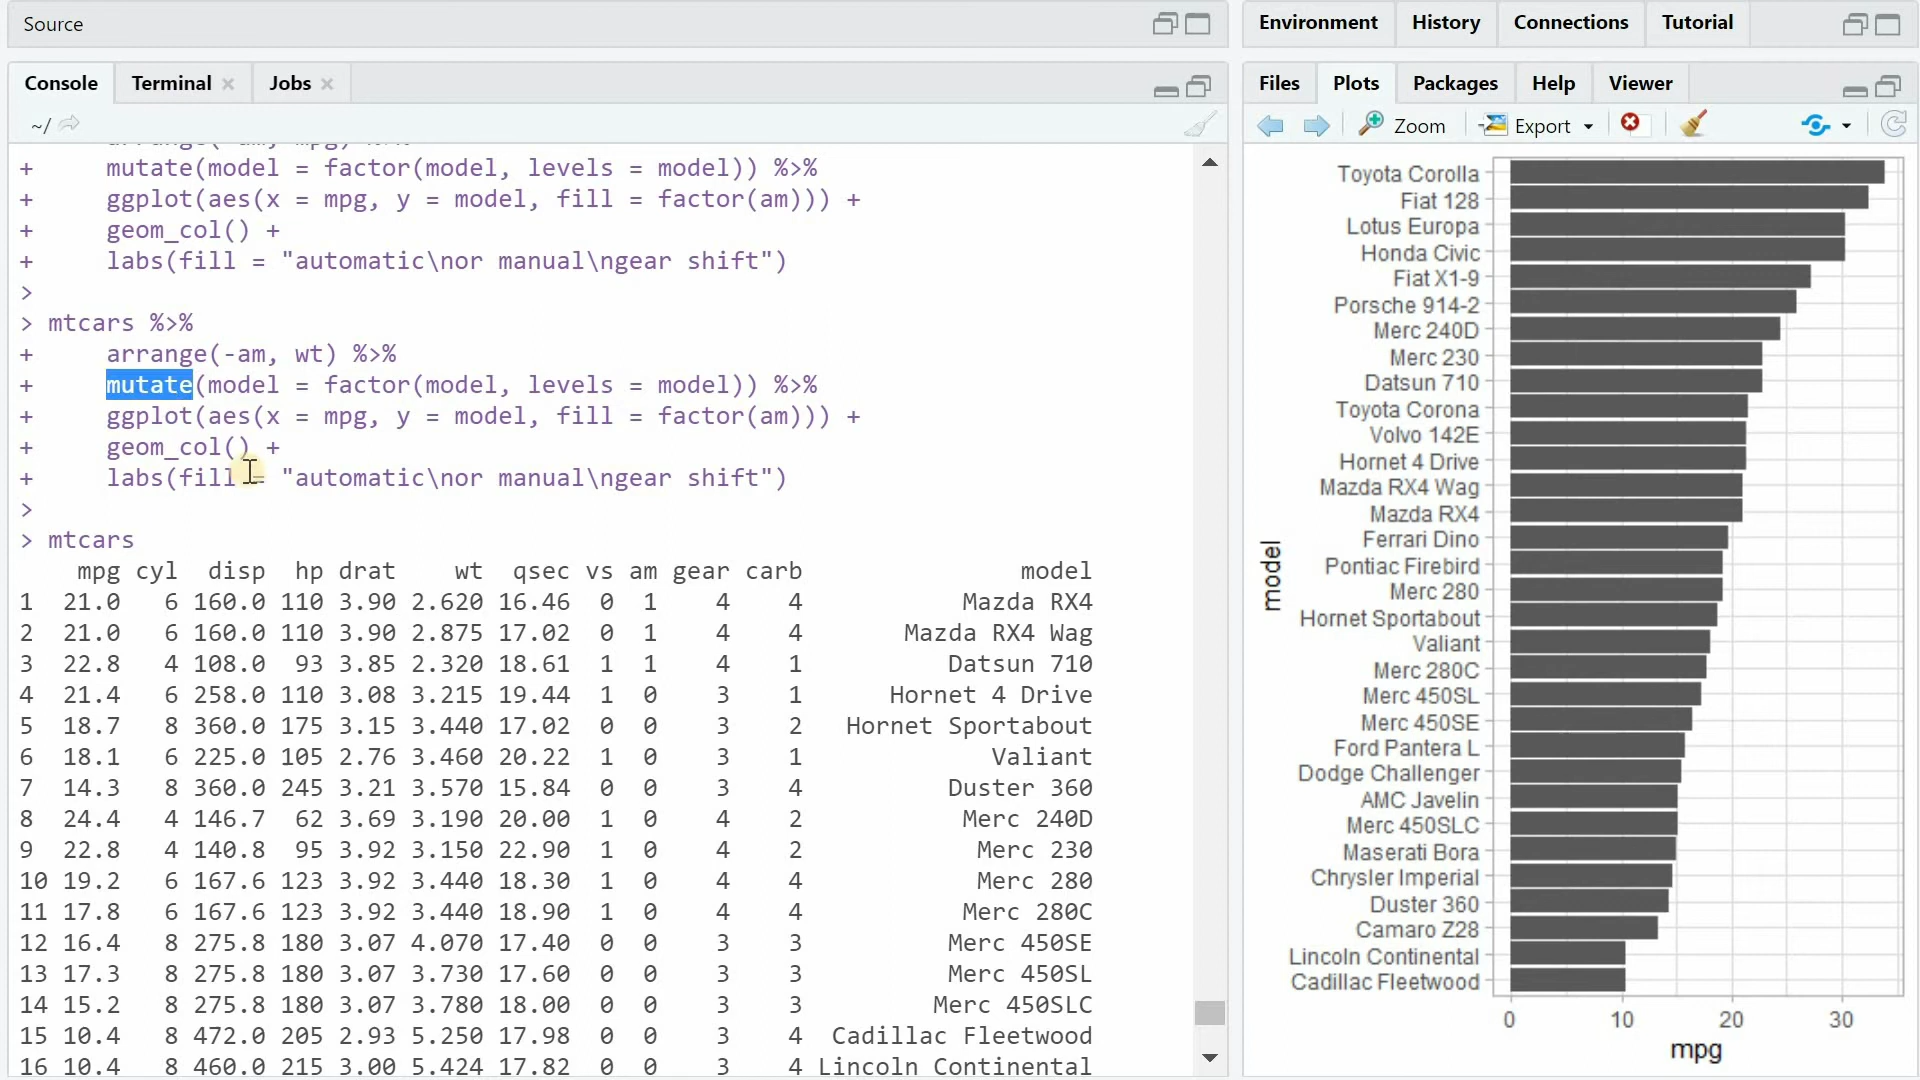 Source
Environment History Connections Tutorial
Console Terminal × Jobs ×
Files Plots Packages Help Viewer
~/
Zoom Export
+ mutate(model = factor(model, levels = model)) %>%
+ ggplot(aes(x = mpg, y = model, fill = factor(am))) +
+ geom_col() +
+ labs(fill = "automatic\nor manual\ngear shift")
>
> mtcars %>%
+ arrange(-am, wt) %>%
+ mutate(model = factor(model, levels = model)) %>%
+ ggplot(aes(x = mpg, y = model, fill = factor(am))) +
+ geom_col() +
+ labs(fill = "automatic\nor manual\ngear shift")
>
> mtcars
mpg cyl disp hp drat wt qsec vs am gear carb model
1 21.0 6 160.0 110 3.90 2.620 16.46 0 1 4 4 Mazda RX4
2 21.0 6 160.0 110 3.90 2.875 17.02 0 1 4 4 Mazda RX4 Wag
3 22.8 4 108.0 93 3.85 2.320 18.61 1 1 4 1 Datsun 710
4 21.4 6 258.0 110 3.08 3.215 19.44 1 0 3 1 Hornet 4 Drive
5 18.7 8 360.0 175 3.15 3.440 17.02 0 0 3 2 Hornet Sportabout
6 18.1 6 225.0 105 2.76 3.460 20.22 1 0 3 1 Valiant
7 14.3 8 360.0 245 3.21 3.570 15.84 0 0 3 4 Duster 360
8 24.4 4 146.7 62 3.69 3.190 20.00 1 0 4 2 Merc 240D
9 22.8 4 140.8 95 3.92 3.150 22.90 1 0 4 2 Merc 230
10 19.2 6 167.6 123 3.92 3.440 18.30 1 0 4 4 Merc 280
11 17.8 6 167.6 123 3.92 3.440 18.90 1 0 4 4 Merc 280C
12 16.4 8 275.8 180 3.07 4.070 17.40 0 0 3 3 Merc 450SE
13 17.3 8 275.8 180 3.07 3.730 17.60 0 0 3 3 Merc 450SL
14 15.2 8 275.8 180 3.07 3.780 18.00 0 0 3 3 Merc 450SLC
15 10.4 8 472.0 205 2.93 5.250 17.98 0 0 3 4 Cadillac Fleetwood
16 10.4 8 460.0 215 3.00 5.424 17.82 0 0 3 4 Lincoln Continental
Toyota Corolla
Fiat 128
Lotus Europa
Honda Civic
Fiat X1-9
Porsche 914-2
Merc 240D
Merc 230
Datsun 710
Toyota Corona
Volvo 142E
Hornet 4 Drive
Mazda RX4 Wag
Mazda RX4
Ferrari Dino
Pontiac Firebird
Merc 280
Hornet Sportabout
Valiant
Merc 280C
Merc 450SL
Merc 450SE
Ford Pantera L
Dodge Challenger
AMC Javelin
Merc 450SLC
Maserati Bora
Chrysler Imperial
Duster 360
Camaro Z28
Lincoln Continental
Cadillac Fleetwood
model
0 10 20 30
mpg